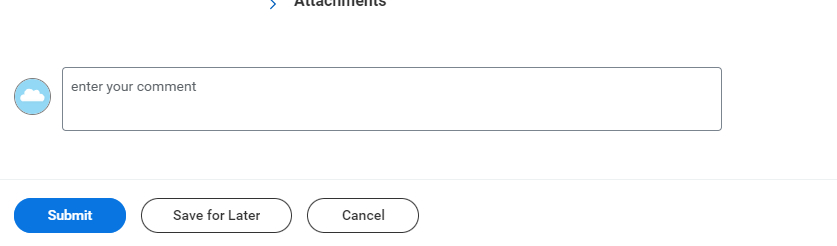 Attachments
enter your comment
Submit
Save for Later
Cancel